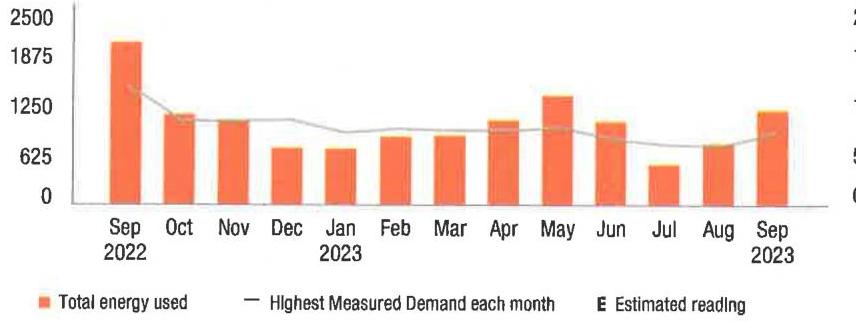 2500
1875
1250
625
0
Sep Oct Nov Dec Jan Feb Mar Apr May Jun Jul Aug Sep
2022 2023 2023
Total energy used Highest Measured Demand each month E Estimated reading